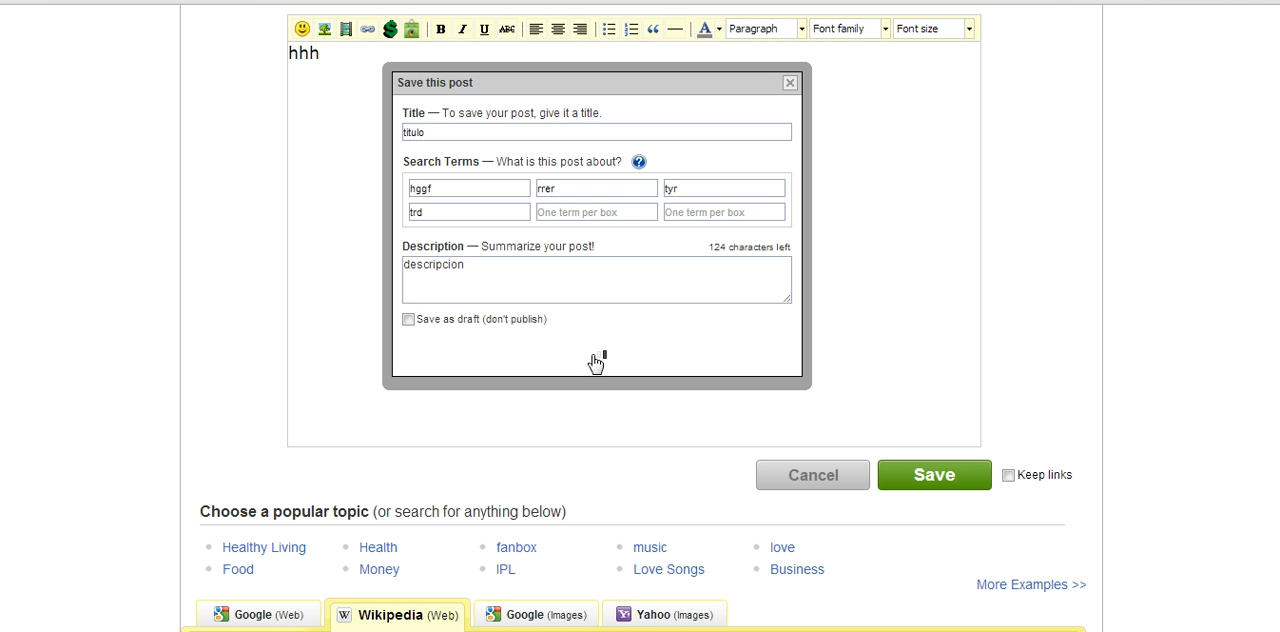 B I U ABC A Paragraph Font family Font size
hhh
Save this post
Title — To save your post, give it a title.
titulo
Search Terms — What is this post about? ?
hggf rrer tyr
trd One term per box One term per box
Description — Summarize your post! 124 characters left
descripcion
Save as draft (don't publish)
Cancel Save Keep links
Choose a popular topic (or search for anything below)
Healthy Living Health fanbox music love
Food Money IPL Love Songs Business
More Examples >>
Google (Web) W Wikipedia (Web) Google (Images) Yahoo (Images)